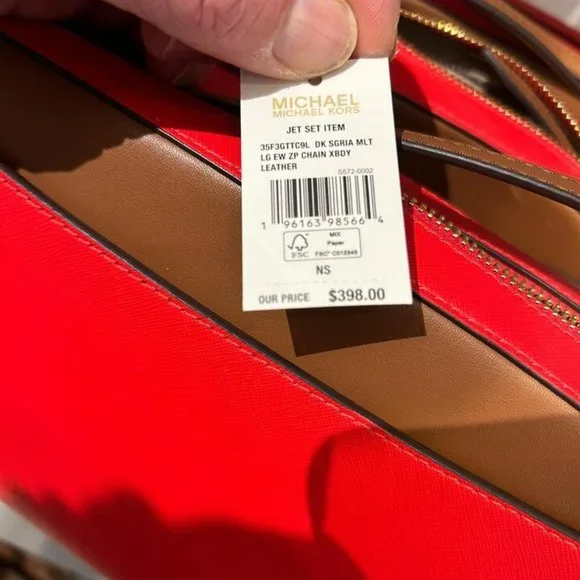 MICHAEL
MICHAEL KORS
JET SET ITEM
35F3GTTC9L DK SGRIA MLT
LG EW ZP CHAIN XBDY
LEATHER
S572-0002
1 96163 98566 4
FSC
MIX
Paper
FSC® C012945
NS
OUR PRICE $398.00